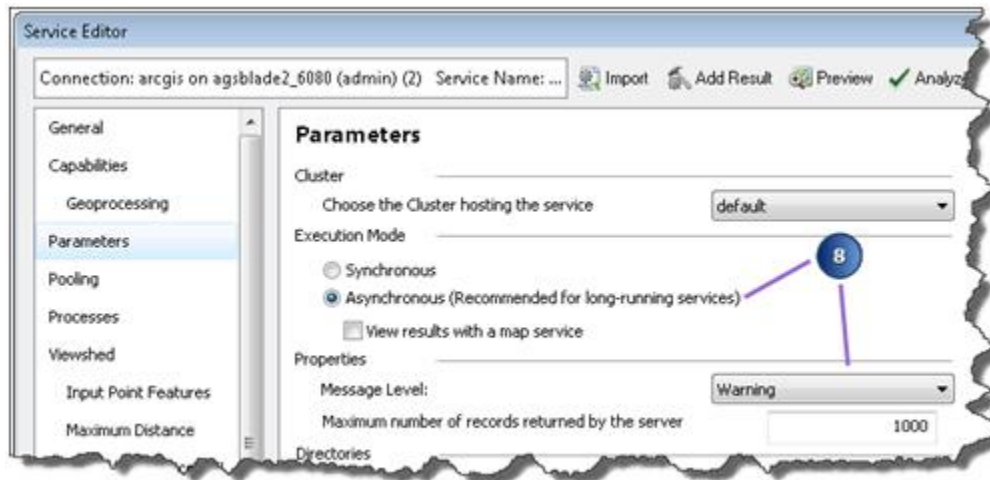 Service Editor
Connection: arcgis on agsblade2_6080 (admin) (2) Service Name: ... Import Add Result Preview Analyze
General
Capabilities
Geoprocessing
Parameters
Pooling
Processes
Viewshed
Input Point Features
Maximum Distance
Parameters
Cluster
Choose the Cluster hosting the service default
Execution Mode
8
Synchronous
Asynchronous (Recommended for long-running services)
View results with a map service
Properties
Message Level: Warning
Maximum number of records returned by the server 1000
Directories